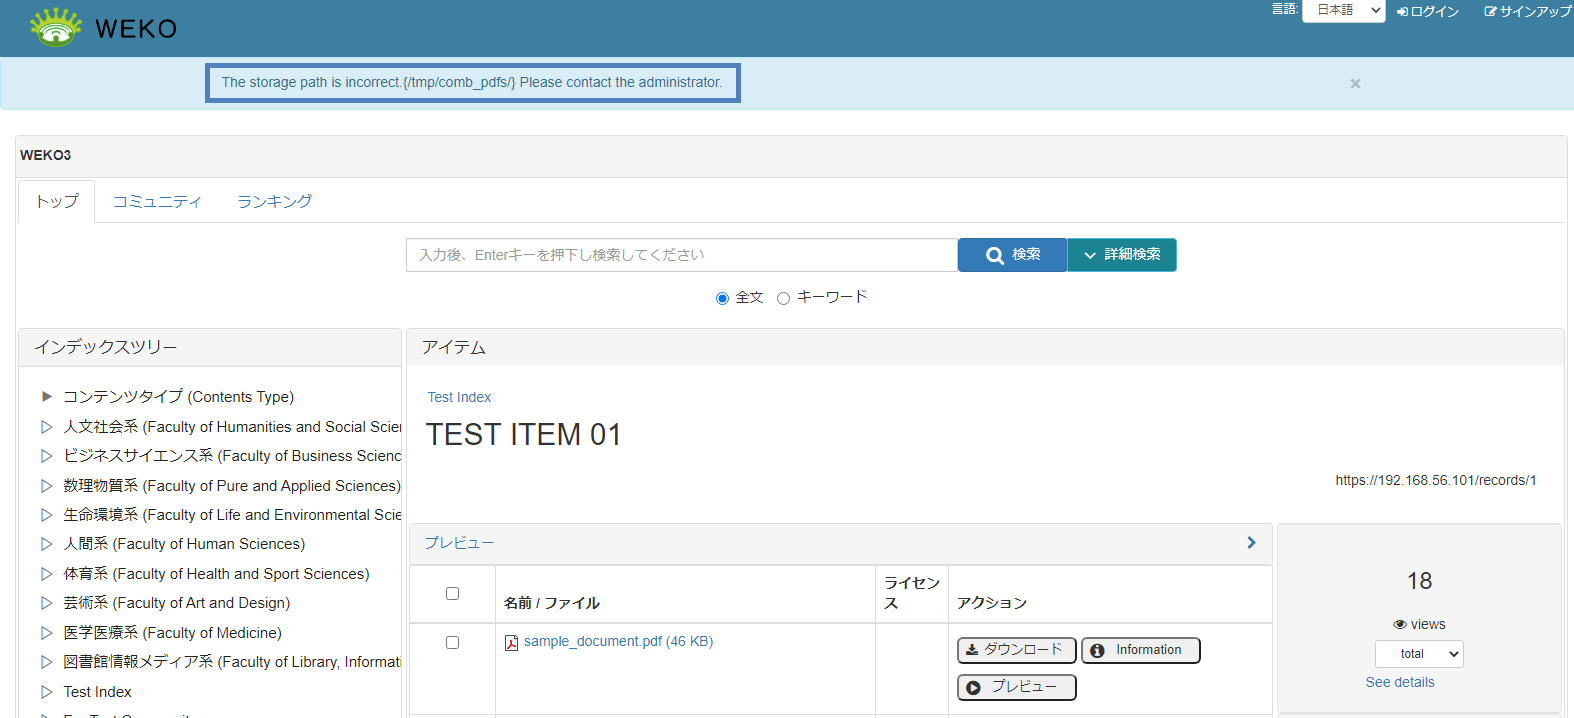 WEKO
言語: 日本語 ログイン サインアップ
The storage path is incorrect.{/tmp/comb_pdfs/} Please contact the administrator.
×
WEKO3
トップ コミュニティ ランキング
入力後、Enterキーを押下し検索してください 検索 詳細検索
全文 キーワード
インデックスツリー
コンテンツタイプ (Contents Type)
人文社会系 (Faculty of Humanities and Social Scien
ビジネスサイエンス系 (Faculty of Business Scienc
数理物質系 (Faculty of Pure and Applied Sciences)
生命環境系 (Faculty of Life and Environmental Scie
人間系 (Faculty of Human Sciences)
体育系 (Faculty of Health and Sport Sciences)
芸術系 (Faculty of Art and Design)
医学医療系 (Faculty of Medicine)
図書館情報メディア系 (Faculty of Library, Informati
Test Index
アイテム
Test Index
TEST ITEM 01
https://192.168.56.101/records/1
プレビュー
名前 / ファイル
ライセン
ス
アクション
sample_document.pdf (46 KB)
ダウンロード Information
プレビュー
18
views
total
See details